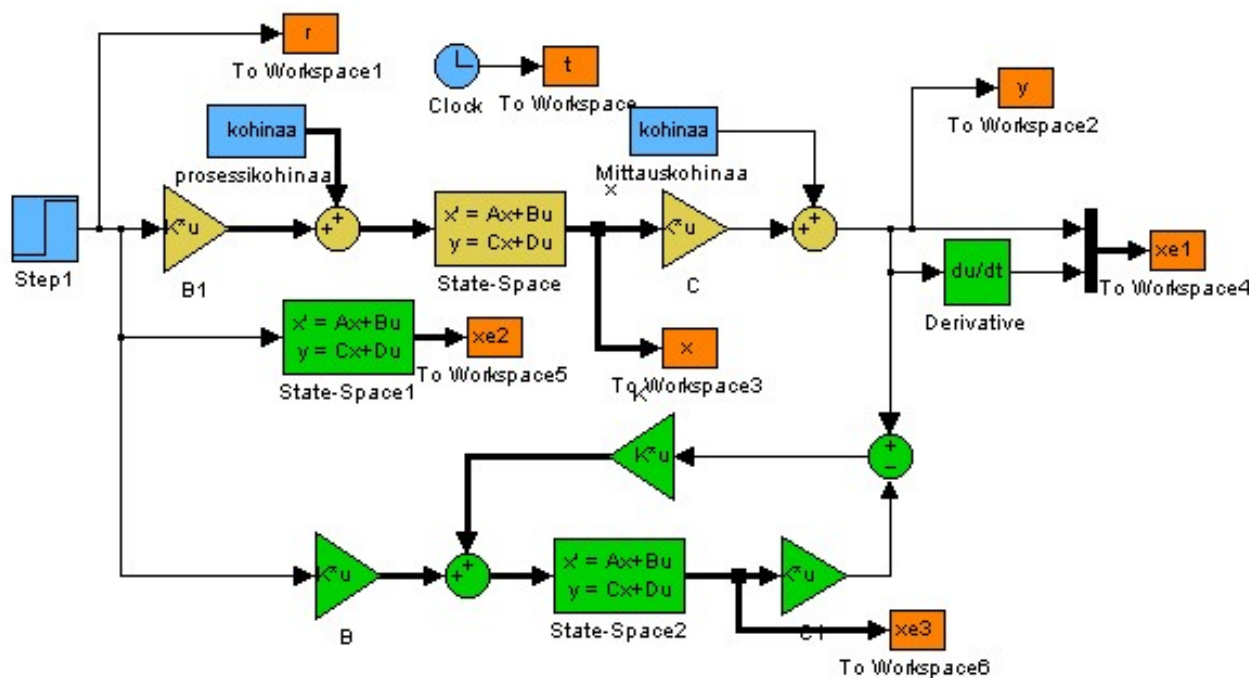 r
To Workspace1
Clock
t
To Workspace
y
To Workspace2
kohinaa
prosessikohinaa
kohinaa
Mittauskohinaa
Step1
K*u
B1
++
x' = Ax+Bu
y = Cx+Du
State-Space
x
K*u
C
++
du/dt
Derivative
xe1
To Workspace4
x' = Ax+Bu
y = Cx+Du
State-Space1
xe2
To Workspace5
x
To Workspace3
K
K*u
+
−
K*u
B
++
x' = Ax+Bu
y = Cx+Du
State-Space2
K*u
C1
xe3
To Workspace6